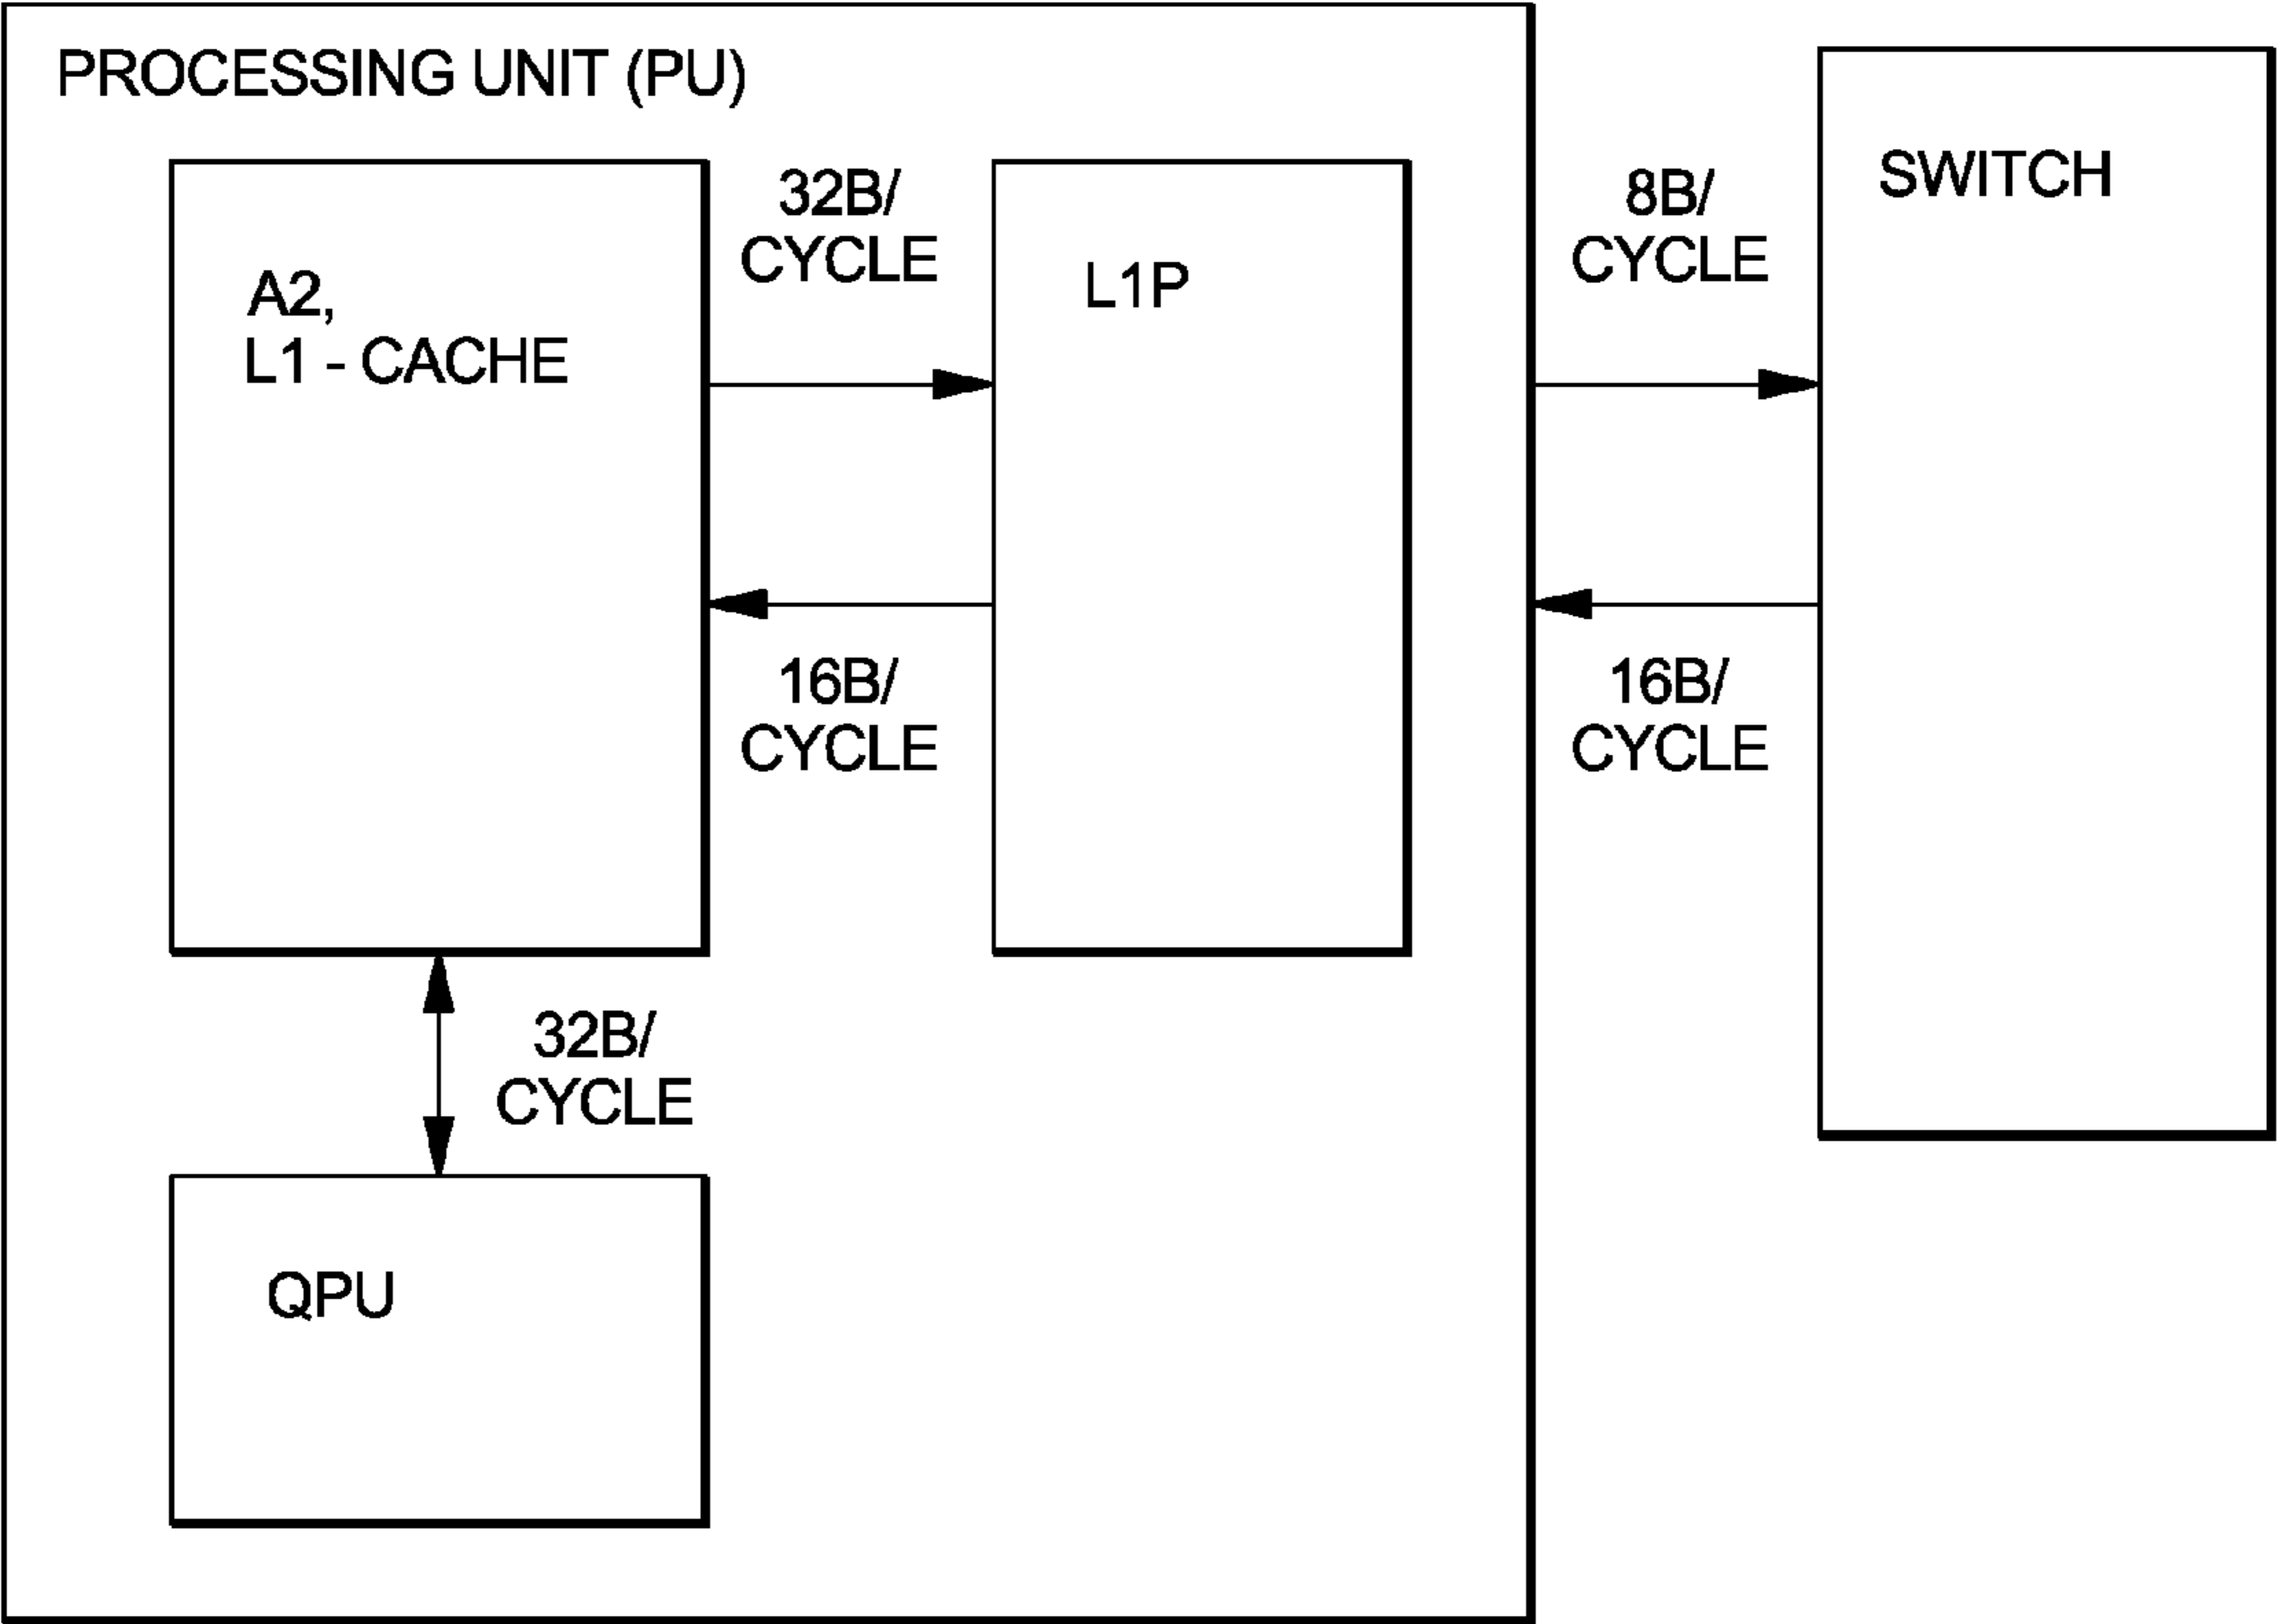 PROCESSING UNIT (PU)
A2,
L1 - CACHE
32B/
CYCLE
L1P
8B/
CYCLE
SWITCH
16B/
CYCLE
16B/
CYCLE
32B/
CYCLE
QPU